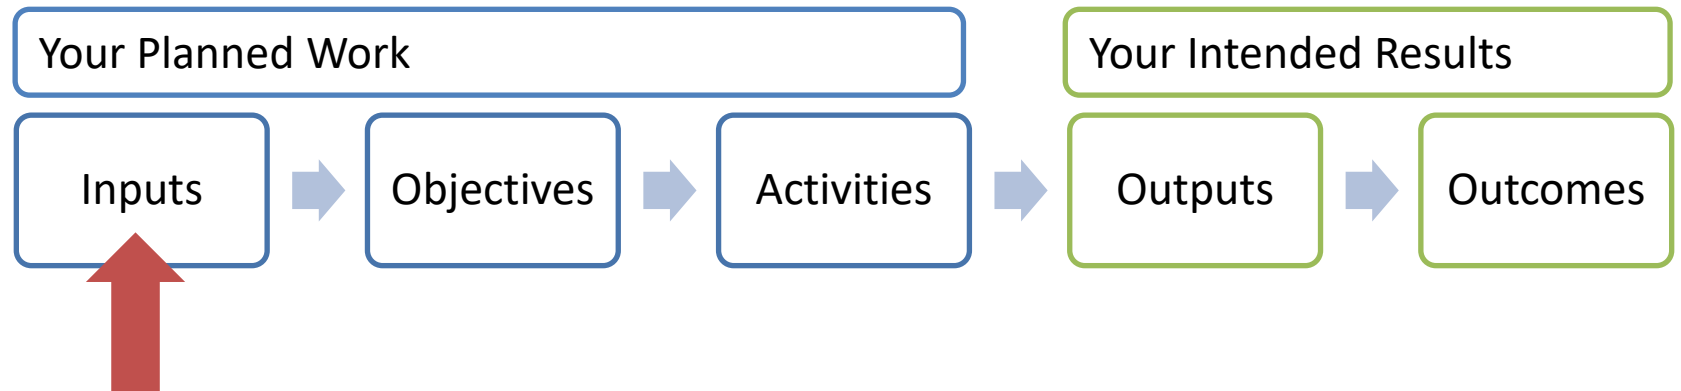 Your Planned Work
Your Intended Results
Inputs
Objectives
Activities
Outputs
Outcomes